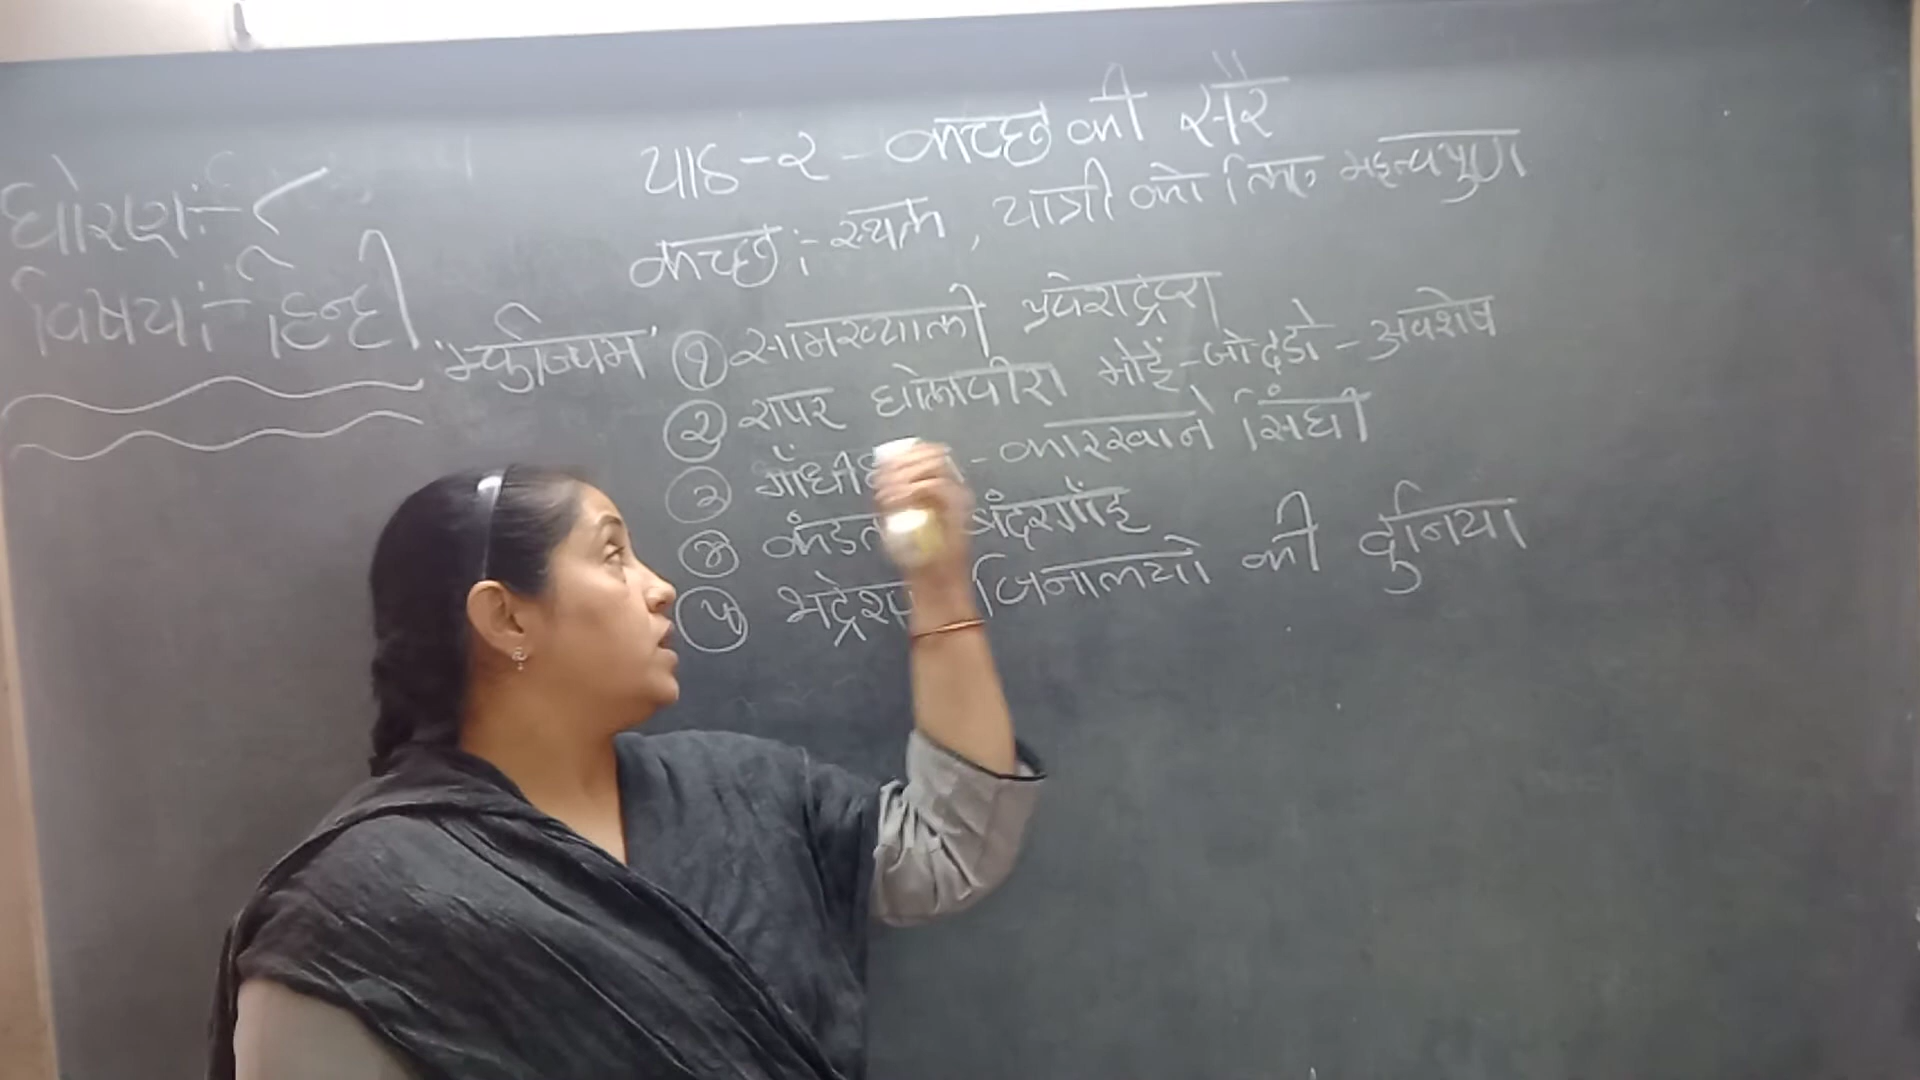 पाठ-२ - कच्छ की सैर
कच्छ :- स्थल, यात्री को लिए महत्वपुण
धोरण :- ८
विषय :- हिन्दी
"म्युजियम"
१ सामख्याली प्रवेशद्वार
२ रापर धोलावीरा मोहें-जो-दडो - अवशेष
३ गाँधीधाम - कारखाने सिंधी
४ कंडला बंदरगाँह
५ भद्रेश जिनालयो की दुनिया